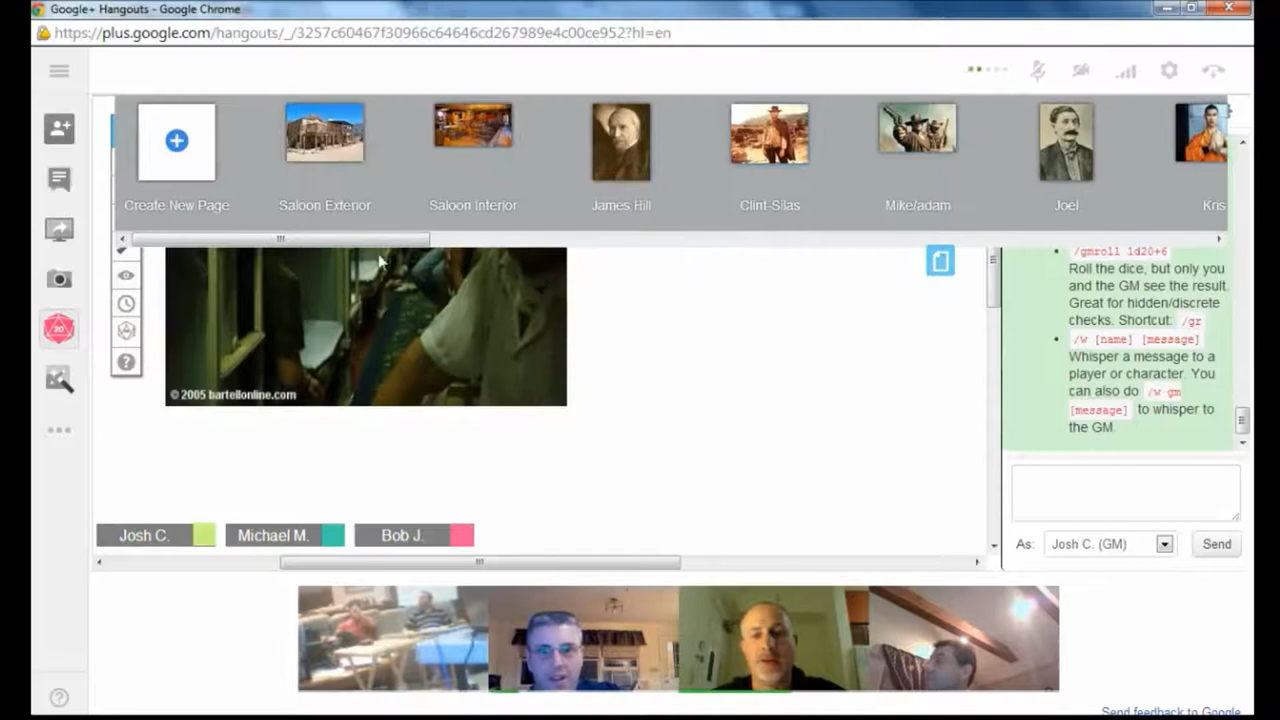 Google+ Hangouts - Google Chrome
https://plus.google.com/hangouts/_/3257c60467f30966c64646cd267989e4c00ce952?hl=en
Create New Page
Saloon Exterior
Saloon Interior
James Hill
Clint-Silas
Mike/adam
Joel
Kris
/gmroll 1d20+6
Roll the dice, but only you
and the GM see the result.
Great for hidden/discrete
checks. Shortcut: /gr
/w [name] [message]
Whisper a message to a
player or character. You
can also do /w gm
[message] to whisper to
the GM.
20
© 2005 bartellonline.com
Josh C.
Michael M.
Bob J.
As: Josh C. (GM)
Send
Send feedback to Google